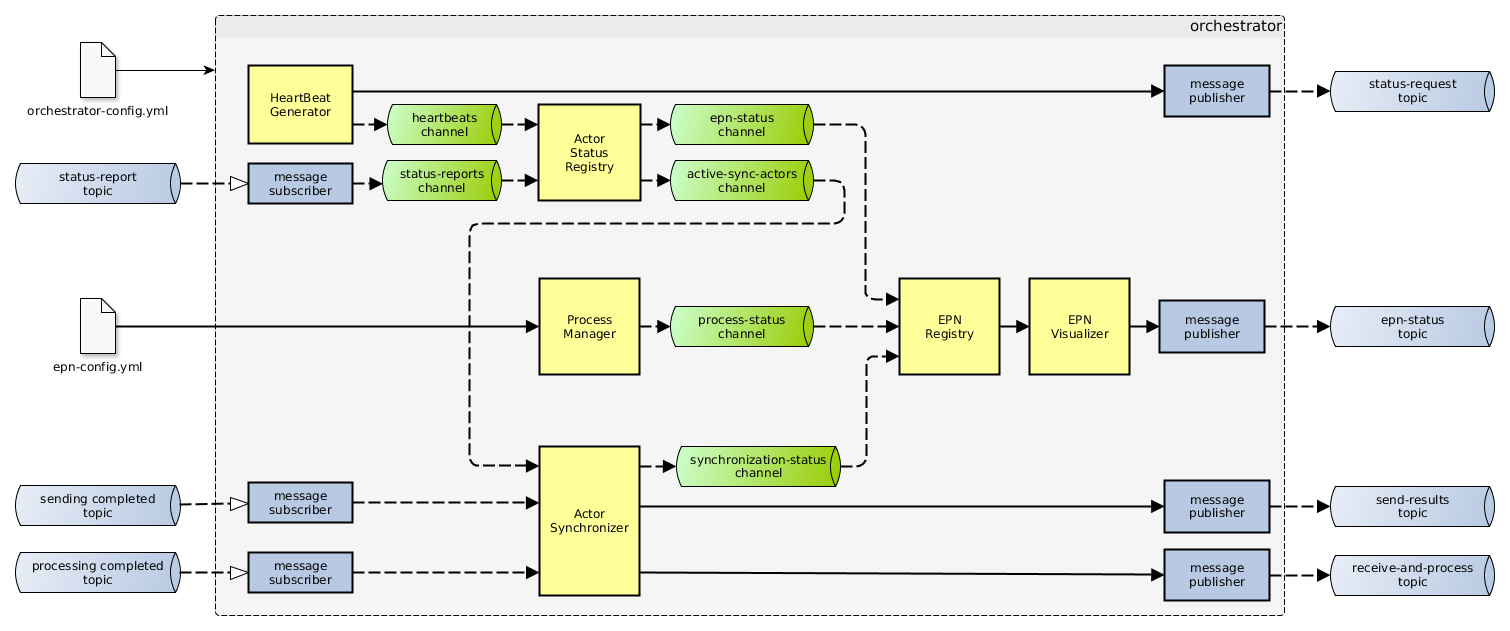 orchestrator
orchestrator-config.yml
HeartBeat
Generator
message
publisher
status-request
topic
heartbeats
channel
Actor
Status
Registry
epn-status
channel
status-report
topic
message
subscriber
status-reports
channel
active-sync-actors
channel
epn-config.yml
Process
Manager
process-status
channel
EPN
Registry
EPN
Visualizer
message
publisher
epn-status
topic
synchronization-status
channel
sending completed
topic
message
subscriber
Actor
Synchronizer
message
publisher
send-results
topic
processing completed
topic
message
subscriber
message
publisher
receive-and-process
topic